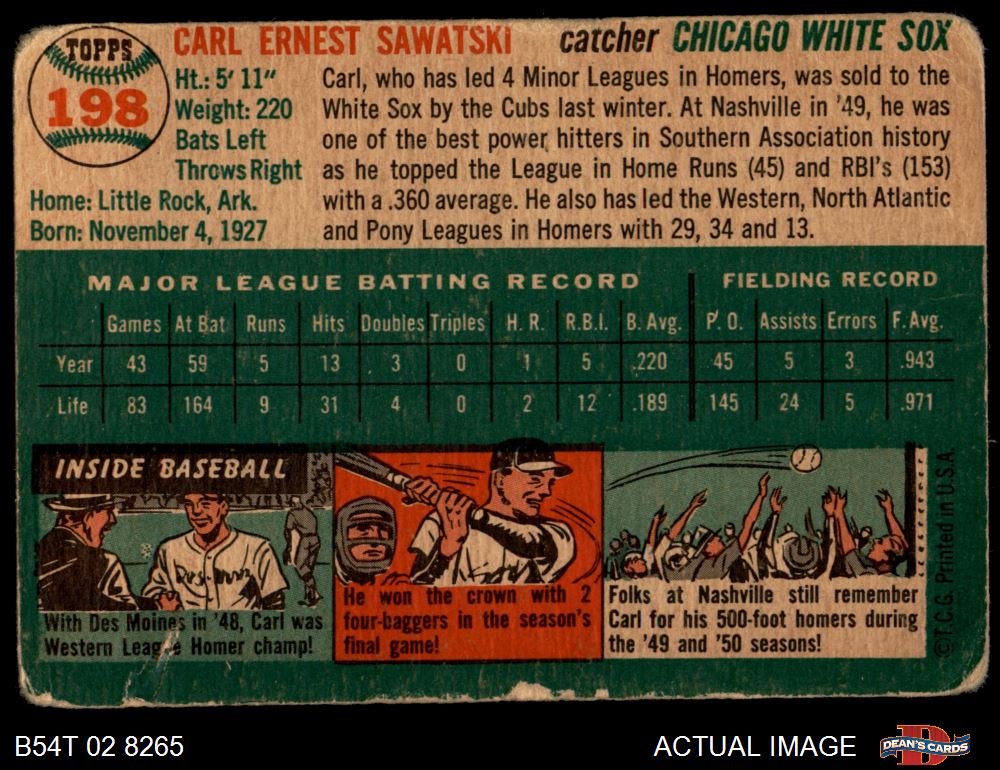 TOPPS
198
CARL ERNEST SAWATSKI catcher CHICAGO WHITE SOX
Ht.: 5' 11"
Weight: 220
Bats Left
Throws Right
Home: Little Rock, Ark.
Born: November 4, 1927
Carl, who has led 4 Minor Leagues in Homers, was sold to the
White Sox by the Cubs last winter. At Nashville in '49, he was
one of the best power hitters in Southern Association history
as he topped the League in Home Runs (45) and RBI's (153)
with a .360 average. He also has led the Western, North Atlantic
and Pony Leagues in Homers with 29, 34 and 13.
MAJOR LEAGUE BATTING RECORD FIELDING RECORD
Games At Bat Runs Hits Doubles Triples H. R. R.B.I. B. Avg. P. O. Assists Errors F. Avg.
Year 43 59 5 13 3 0 1 5 .220 45 5 3 .943
Life 83 164 9 31 4 0 2 12 .189 145 24 5 .971
INSIDE BASEBALL
With Des Moines in '48, Carl was
Western League Homer champ!
He won the crown with 2
four-baggers in the season's
final game!
Folks at Nashville still remember
Carl for his 500-foot homers during
the '49 and '50 seasons!
©T.C.G. Printed in U.S.A.
B54T 02 8265
ACTUAL IMAGE
D
DEAN'S CARDS